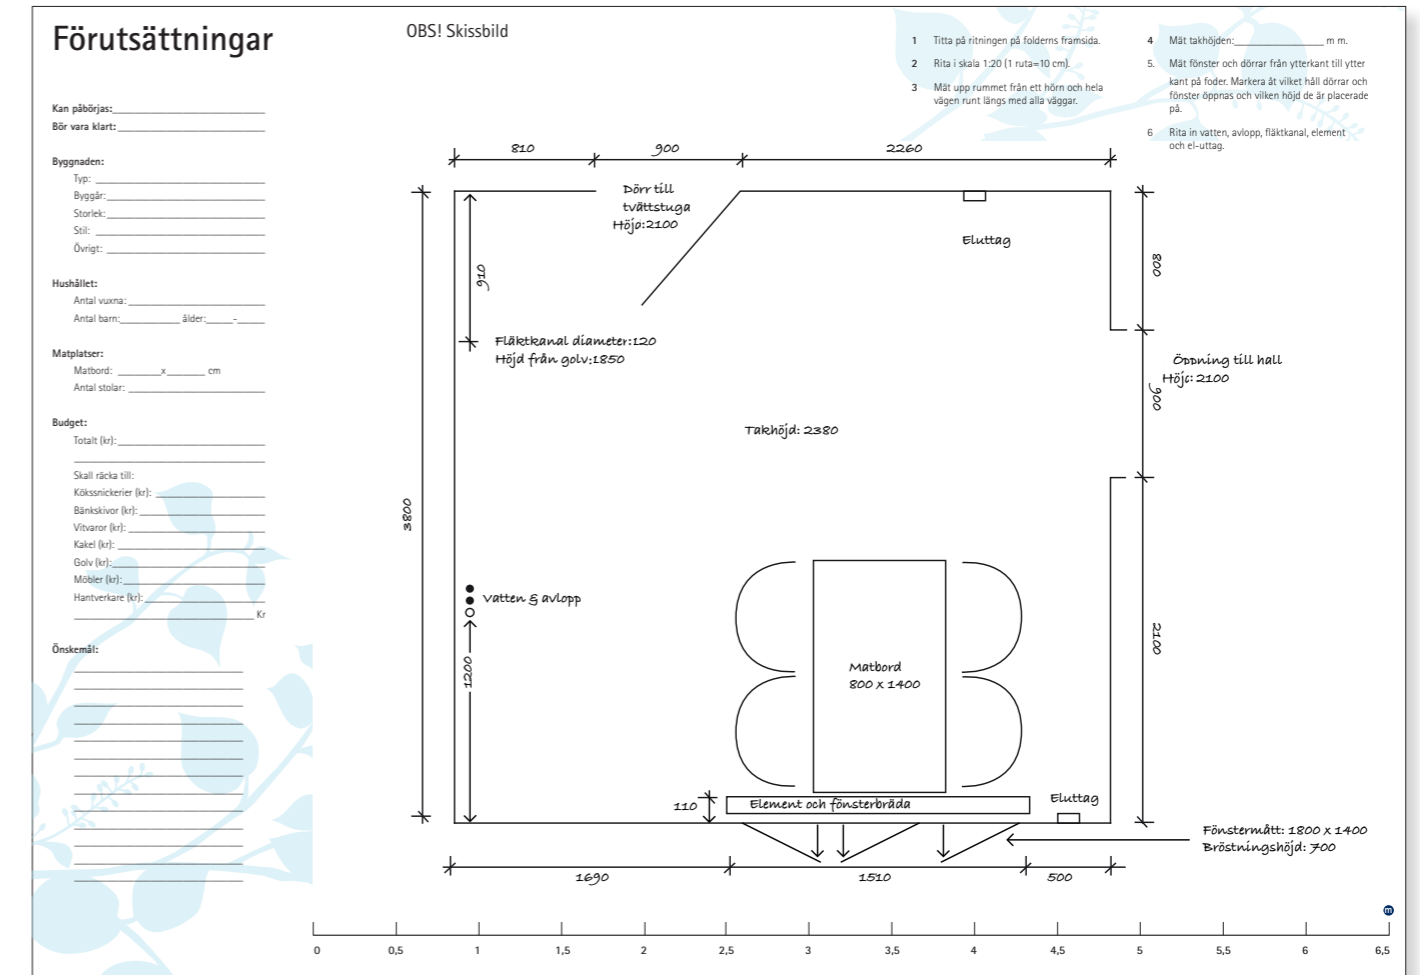 Förutsättningar
Kan påbörjas:
Bör vara klart:
Byggnaden:
Typ:
Byggår:
Storlek:
Stil:
Övrigt:
Hushållet:
Antal vuxna:
Antal barn: ålder: -
Matplatser:
Matbord: x cm
Antal stolar:
Budget:
Totalt (kr):
Skall räcka till:
Kökssnickerier (kr):
Bänkskivor (kr):
Vitvaror (kr):
Kakel (kr):
Golv (kr):
Möbler (kr):
Hantverkare (kr):
Kr
Önskemål:
OBS! Skissbild
1 Titta på ritningen på folderns framsida.
2 Rita i skala 1:20 (1 ruta=10 cm).
3 Mät upp rummet från ett hörn och hela
vägen runt längs med alla väggar.
4 Mät takhöjden: m m.
5. Mät fönster och dörrar från ytterkant till ytter
kant på foder. Markera åt vilket håll dörrar och
fönster öppnas och vilken höjd de är placerade
på.
6 Rita in vatten, avlopp, fläktkanal, element
och el-uttag.
810 900 2260
Dörr till
tvättstuga
Höjd:2100
Eluttag
910
800
Fläktkanal diameter:120
Höjd från golv:1850
Öppning till hall
Höjd: 2100
900
Takhöjd: 2380
3800
Vatten & avlopp
1200
2100
Matbord
800 x 1400
110
Element och fönsterbräda
Eluttag
Fönstermått: 1800 x 1400
Bröstningshöjd: 700
1690 1510 500
m
0 0,5 1 1,5 2 2,5 3 3,5 4 4,5 5 5,5 6 6,5